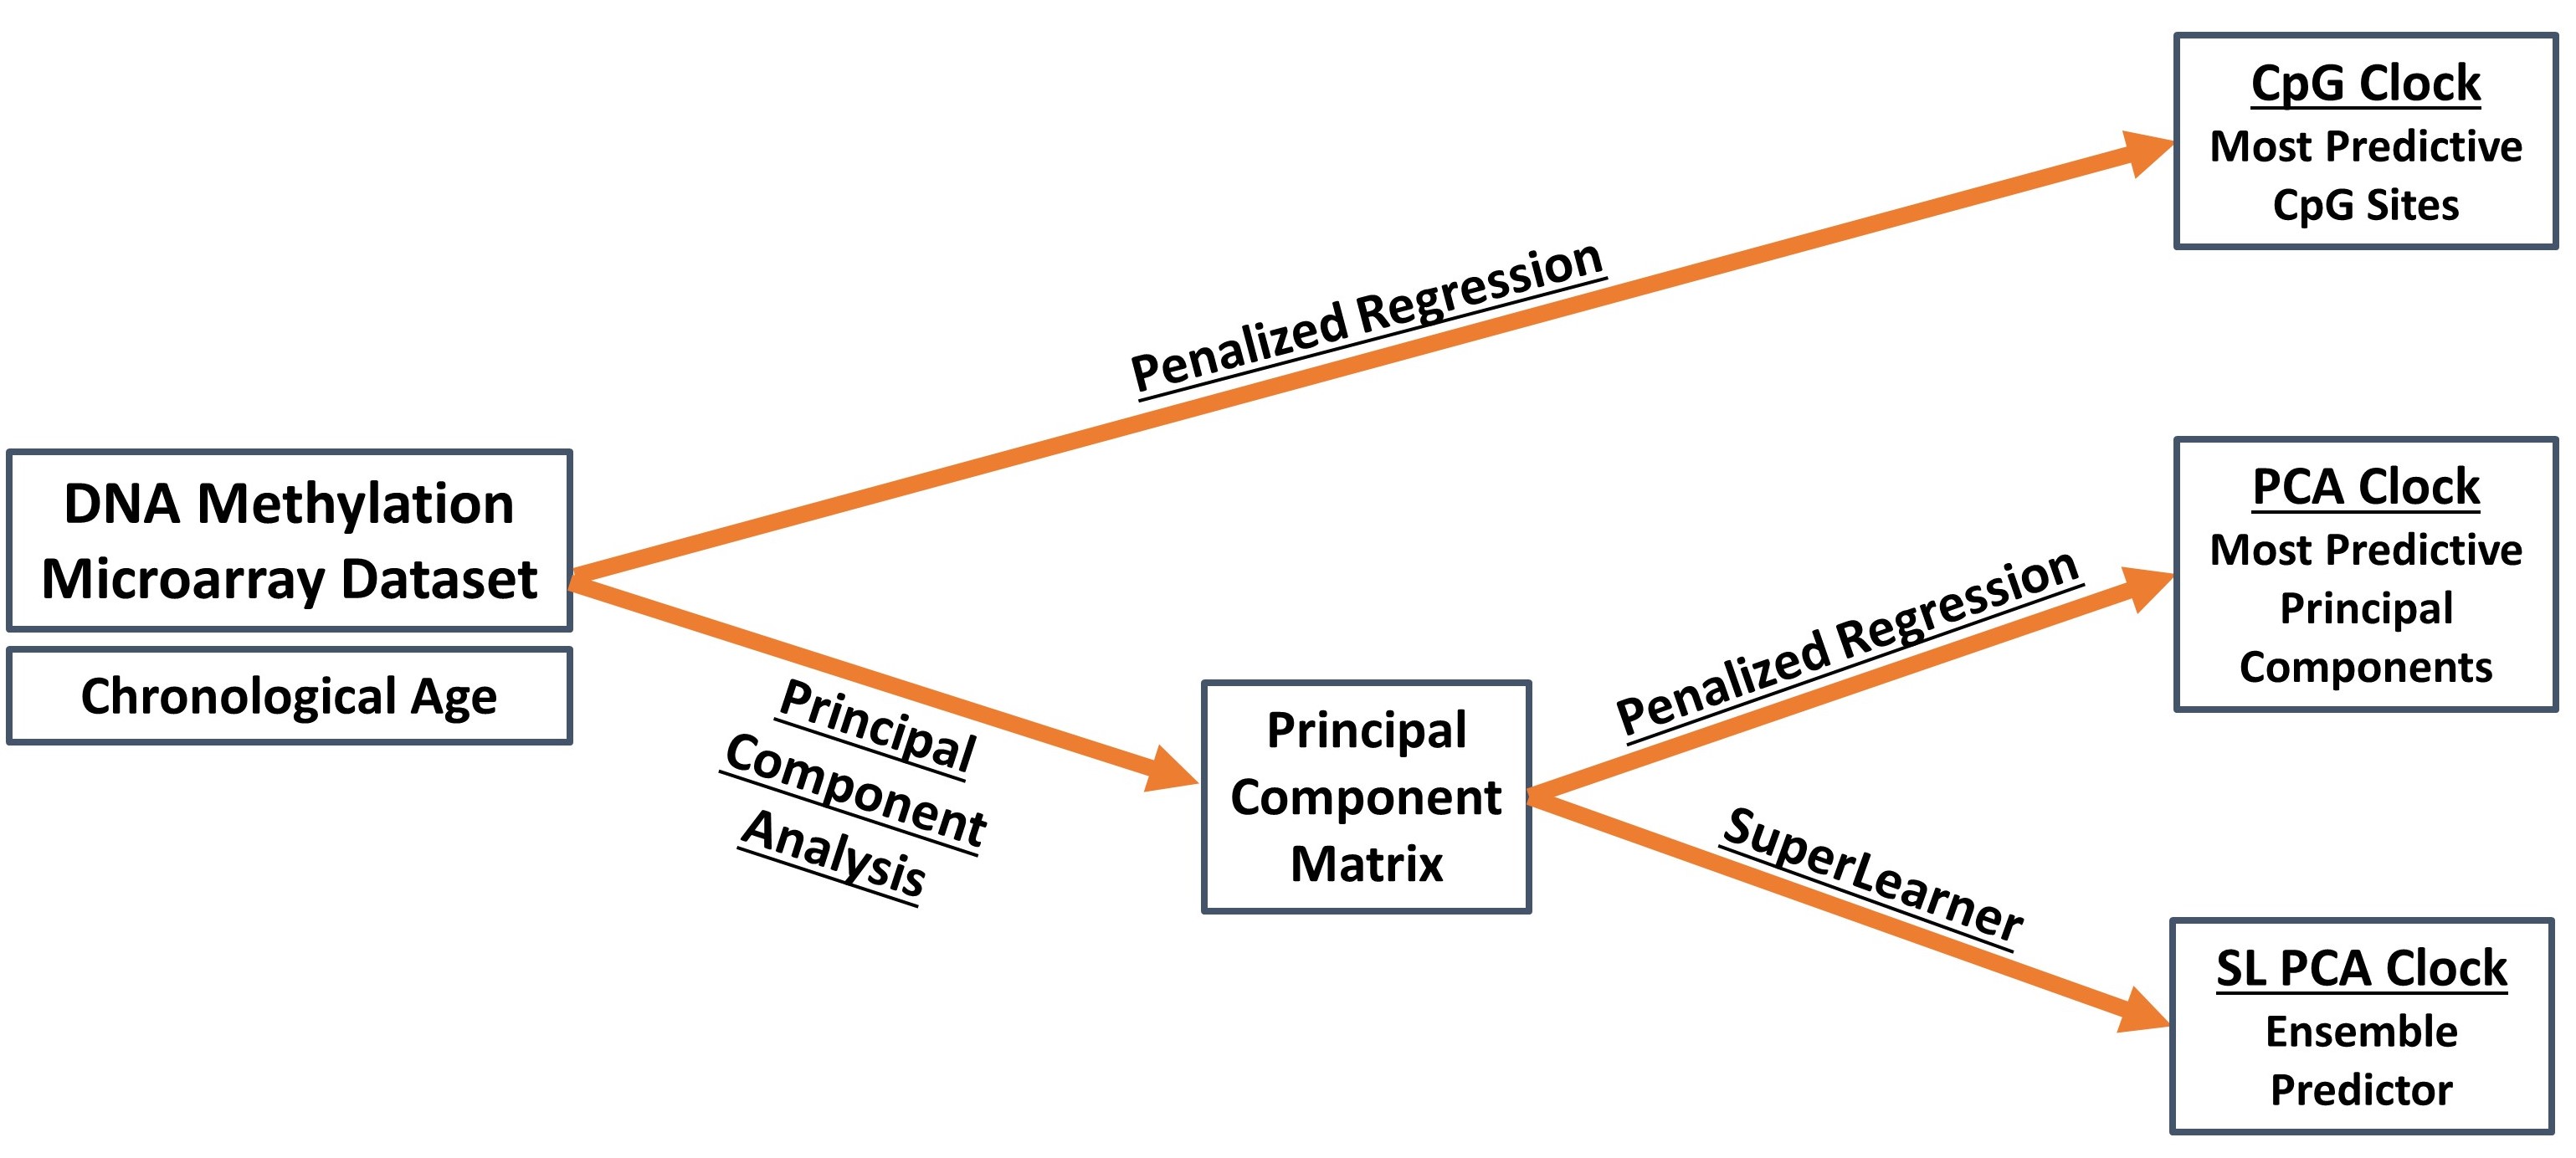 CpG Clock
Most Predictive
CpG Sites
Penalized Regression
DNA Methylation
Microarray Dataset
Chronological Age
Principal
Component
Analysis
Principal
Component
Matrix
Penalized Regression
PCA Clock
Most Predictive
Principal
Components
SuperLearner
SL PCA Clock
Ensemble
Predictor